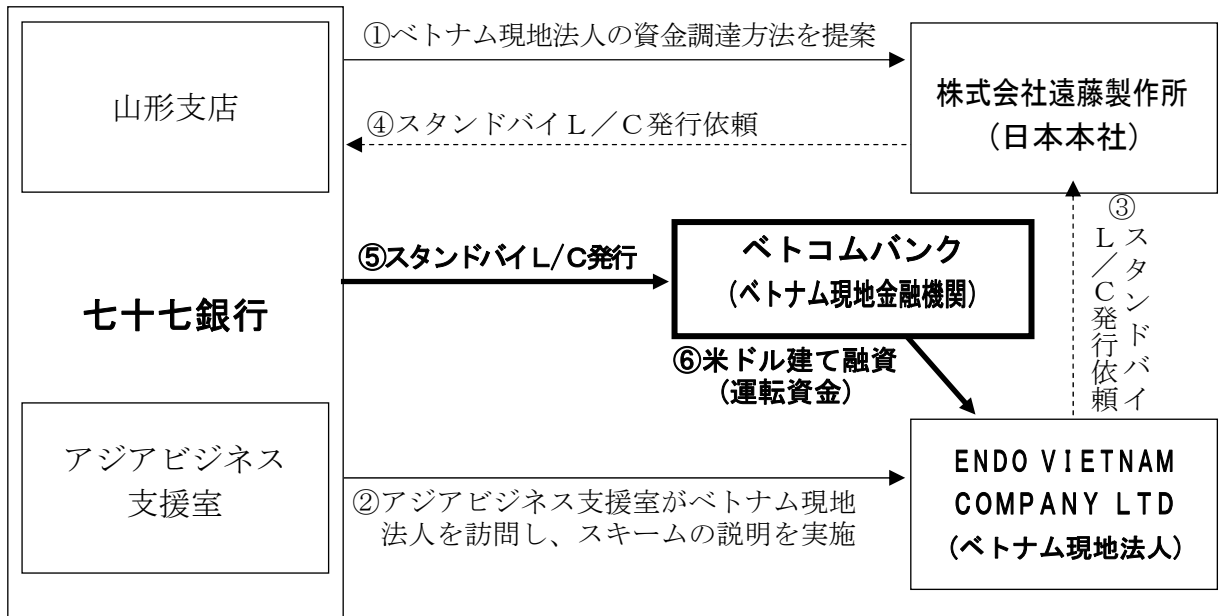 ①ベトナム現地法人の資金調達方法を提案
山形支店
株式会社遠藤製作所
(日本本社)
④スタンドバイL／C発行依頼
③スタンドバイ
L／C発行依頼
⑤スタンドバイL/C発行
ベトコムバンク
(ベトナム現地金融機関)
七十七銀行
⑥米ドル建て融資
(運転資金)
アジアビジネス
支援室
②アジアビジネス支援室がベトナム現地
法人を訪問し、スキームの説明を実施
ENDO VIETNAM
COMPANY LTD
(ベトナム現地法人)